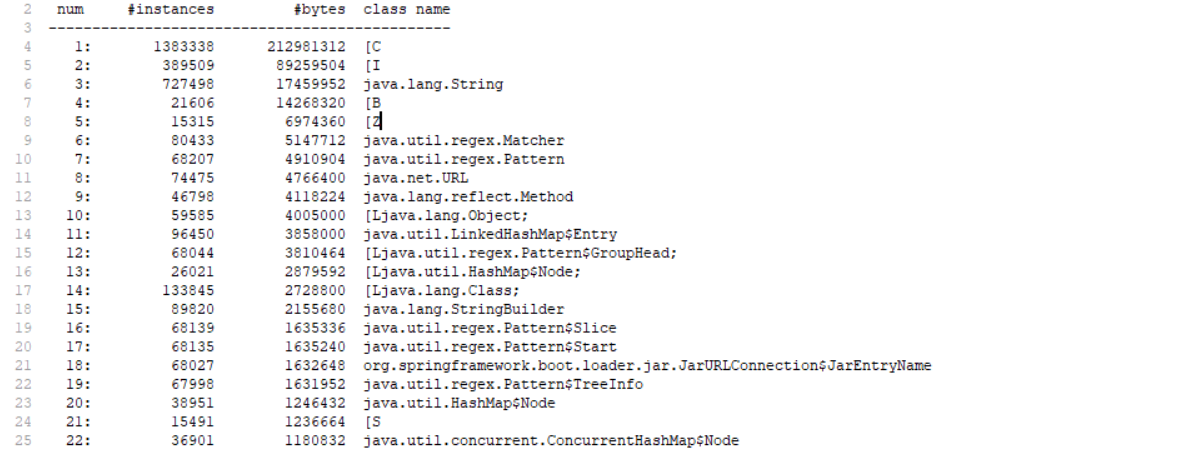 2 num #instances #bytes class name
3 ----------------------------------------------
4 1: 1383338 212981312 [C
5 2: 389509 89259504 [I
6 3: 727498 17459952 java.lang.String
7 4: 21606 14268320 [B
8 5: 15315 6974360 [Z
9 6: 80433 5147712 java.util.regex.Matcher
10 7: 68207 4910904 java.util.regex.Pattern
11 8: 74475 4766400 java.net.URL
12 9: 46798 4118224 java.lang.reflect.Method
13 10: 59585 4005000 [Ljava.lang.Object;
14 11: 96450 3858000 java.util.LinkedHashMap$Entry
15 12: 68044 3810464 [Ljava.util.regex.Pattern$GroupHead;
16 13: 26021 2879592 [Ljava.util.HashMap$Node;
17 14: 133845 2728800 [Ljava.lang.Class;
18 15: 89820 2155680 java.lang.StringBuilder
19 16: 68139 1635336 java.util.regex.Pattern$Slice
20 17: 68135 1635240 java.util.regex.Pattern$Start
21 18: 68027 1632648 org.springframework.boot.loader.jar.JarURLConnection$JarEntryName
22 19: 67998 1631952 java.util.regex.Pattern$TreeInfo
23 20: 38951 1246432 java.util.HashMap$Node
24 21: 15491 1236664 [S
25 22: 36901 1180832 java.util.concurrent.ConcurrentHashMap$Node